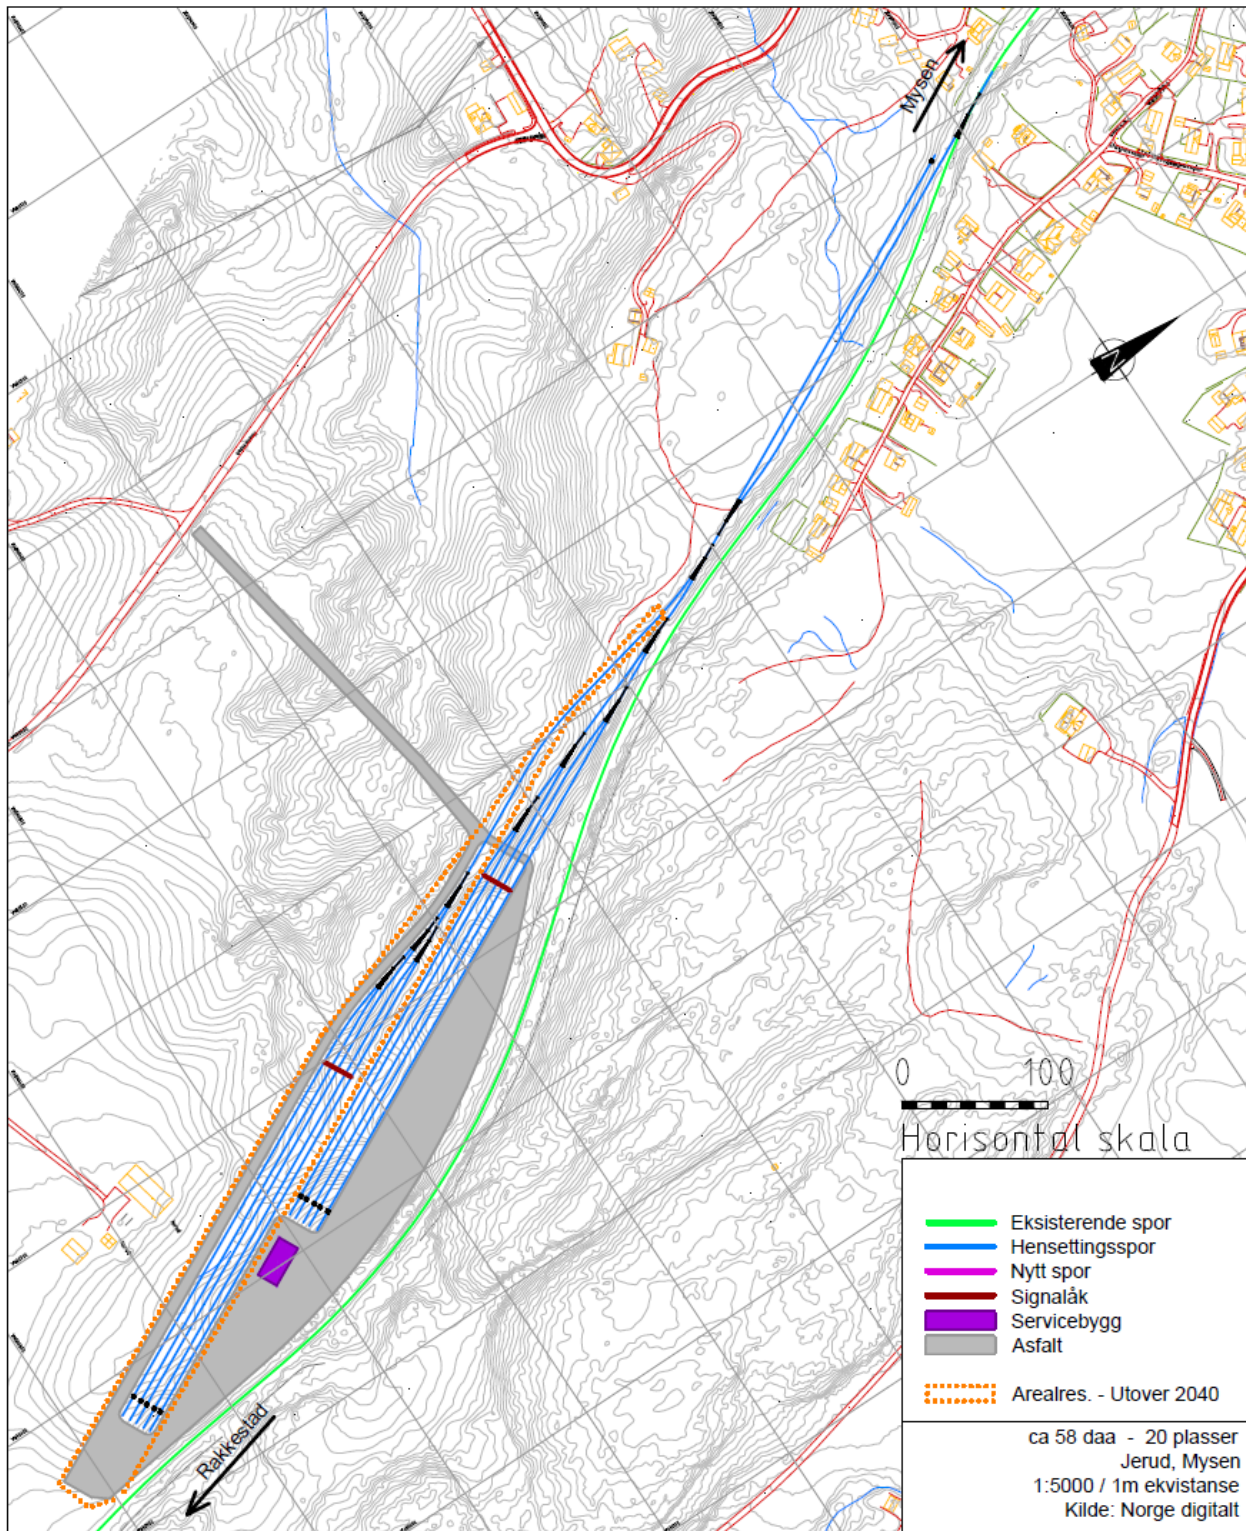 Mysen
0 100
Horisontal skala
Eksisterende spor
Hensettingsspor
Nytt spor
Signalåk
Servicebygg
Asfalt
Arealres. - Utover 2040
ca 58 daa - 20 plasser
Jerud, Mysen
1:5000 / 1m ekvistanse
Kilde: Norge digitalt
Rakkestad
N